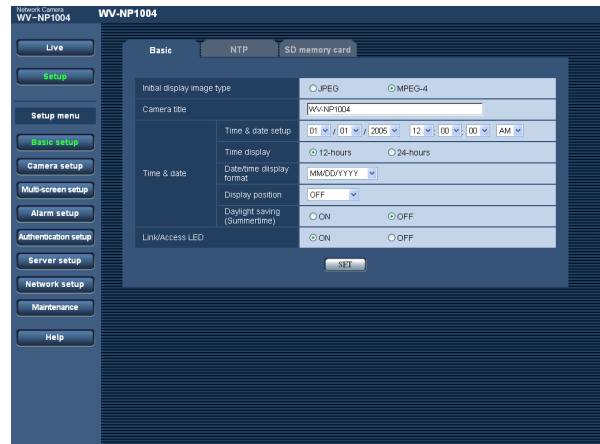 Network Camera
WV-NP1004
WV-NP1004
Live
Setup
Setup menu
Basic setup
Camera setup
Multi-screen setup
Alarm setup
Authentication setup
Server setup
Network setup
Maintenance
Help
Basic NTP SD memory card
Initial display image type JPEG MPEG-4
Camera title WV-NP1004
Time & date
Time & date setup 01 / 01 / 2005 12 : 00 : 00 AM
Time display 12-hours 24-hours
Date/time display
format MM/DD/YYYY
Display position OFF
Daylight saving
(Summertime) ON OFF
Link/Access LED ON OFF
SET